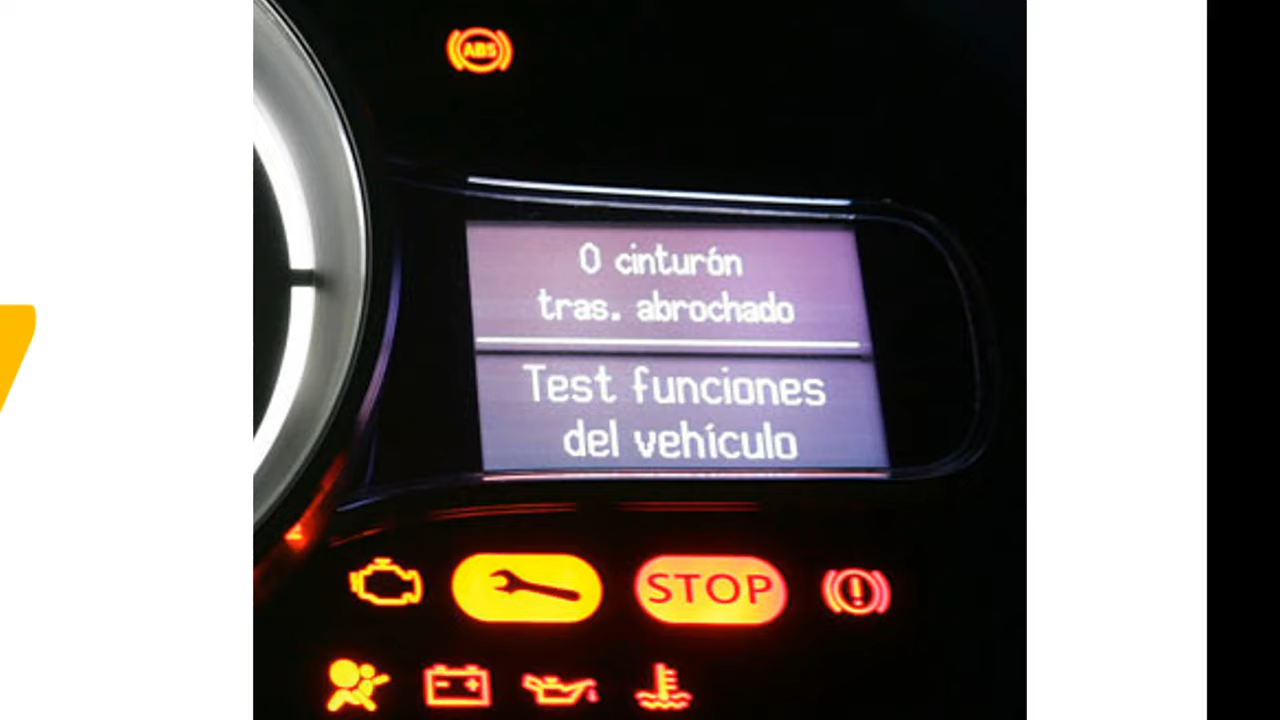 ABS
0 cinturón
tras. abrochado
Test funciones
del vehículo
STOP